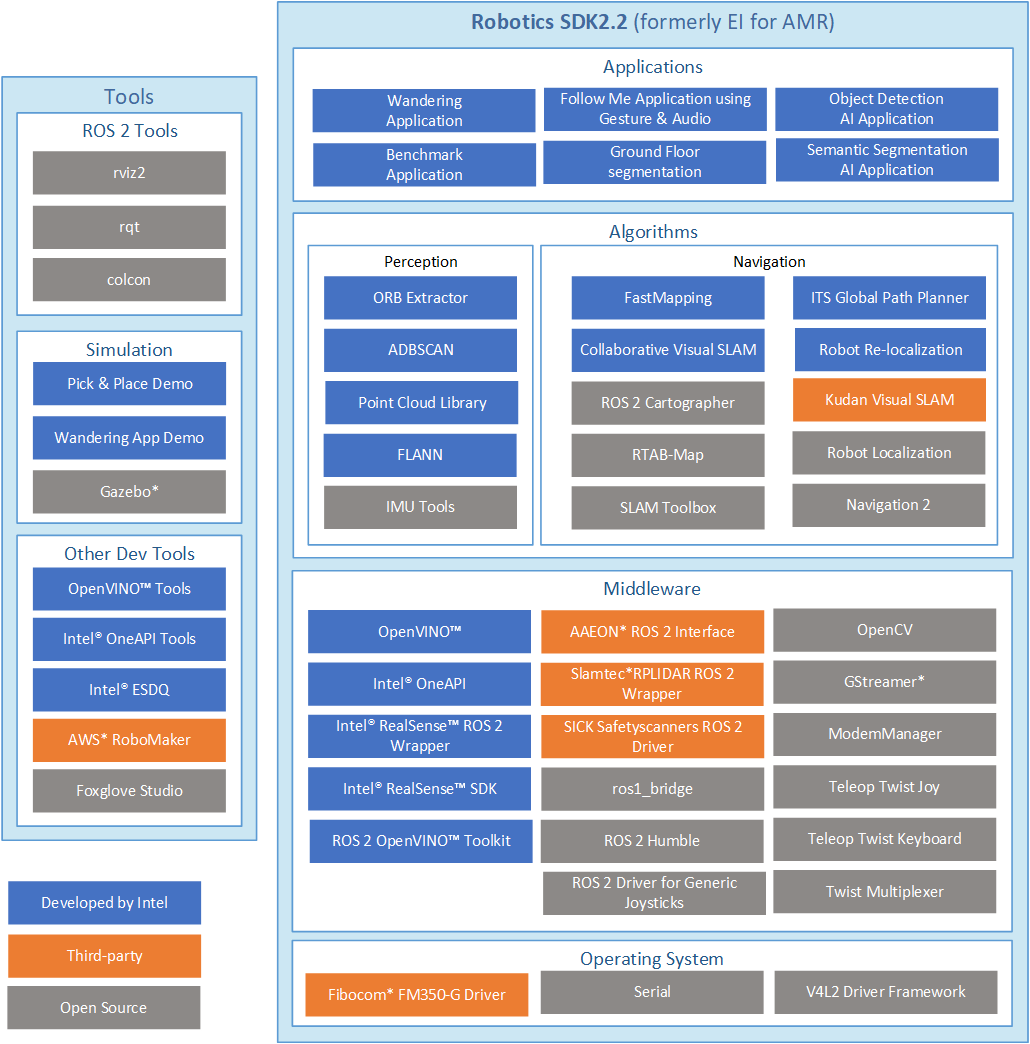 Robotics SDK2.2 (formerly EI for AMR)
Applications
Wandering
Application
Follow Me Application using
Gesture & Audio
Object Detection
AI Application
Benchmark
Application
Ground Floor
segmentation
Semantic Segmentation
AI Application
Algorithms
Perception
ORB Extractor
ADBSCAN
Point Cloud Library
FLANN
IMU Tools
Navigation
FastMapping
Collaborative Visual SLAM
ROS 2 Cartographer
RTAB-Map
SLAM Toolbox
ITS Global Path Planner
Robot Re-localization
Kudan Visual SLAM
Robot Localization
Navigation 2
Middleware
OpenVINO™
Intel® OneAPI
Intel® RealSense™ ROS 2
Wrapper
Intel® RealSense™ SDK
ROS 2 OpenVINO™ Toolkit
AAEON* ROS 2 Interface
Slamtec*RPLIDAR ROS 2
Wrapper
SICK Safetyscanners ROS 2
Driver
ros1_bridge
ROS 2 Humble
ROS 2 Driver for Generic
Joysticks
OpenCV
GStreamer*
ModemManager
Teleop Twist Joy
Teleop Twist Keyboard
Twist Multiplexer
Operating System
Fibocom* FM350-G Driver
Serial
V4L2 Driver Framework
Tools
ROS 2 Tools
rviz2
rqt
colcon
Simulation
Pick & Place Demo
Wandering App Demo
Gazebo*
Other Dev Tools
OpenVINO™ Tools
Intel® OneAPI Tools
Intel® ESDQ
AWS* RoboMaker
Foxglove Studio
Developed by Intel
Third-party
Open Source